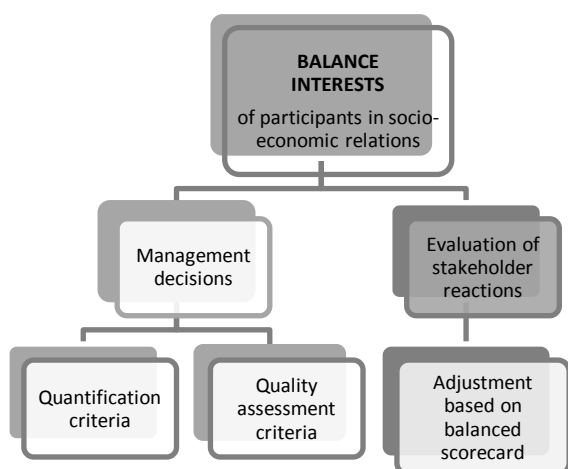 BALANCE
INTERESTS
of participants in socio-
economic relations
Management
decisions
Evaluation of
stakeholder
reactions
Quantification
criteria
Quality
assessment
criteria
Adjustment
based on
balanced
scorecard